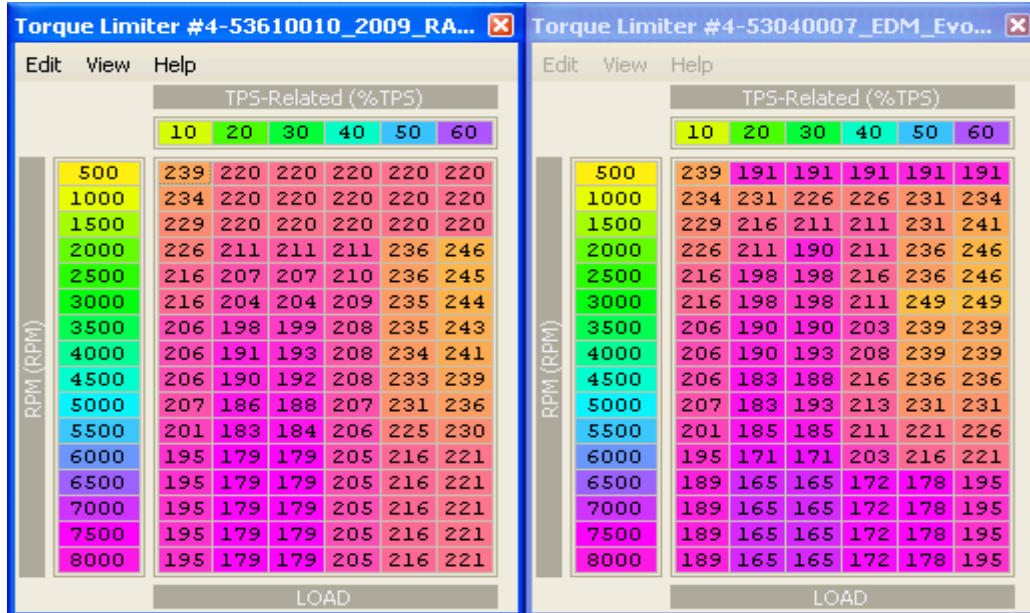 Torque Limiter #4-53610010_2009_RA...
Edit View Help
TPS-Related (%TPS)
10 20 30 40 50 60
RPM (RPM)
500 239 220 220 220 220 220
1000 234 220 220 220 220 220
1500 229 220 220 220 220 220
2000 226 211 211 211 236 246
2500 216 207 207 210 236 245
3000 216 204 204 209 235 244
3500 206 198 199 208 235 243
4000 206 191 193 208 234 241
4500 206 190 192 208 233 239
5000 207 186 188 207 231 236
5500 201 183 184 206 225 230
6000 195 179 179 205 216 221
6500 195 179 179 205 216 221
7000 195 179 179 205 216 221
7500 195 179 179 205 216 221
8000 195 179 179 205 216 221
LOAD
Torque Limiter #4-53040007_EDM_Evo...
Edit View Help
TPS-Related (%TPS)
10 20 30 40 50 60
RPM (RPM)
500 239 191 191 191 191 191
1000 234 231 226 226 231 234
1500 229 216 211 211 231 241
2000 226 211 190 211 236 246
2500 216 198 198 216 236 246
3000 216 198 198 211 249 249
3500 206 190 190 203 239 239
4000 206 190 193 208 239 239
4500 206 183 188 216 236 236
5000 207 183 193 213 231 231
5500 201 185 185 211 221 226
6000 195 171 171 203 216 221
6500 189 165 165 172 178 195
7000 189 165 165 172 178 195
7500 189 165 165 172 178 195
8000 189 165 165 172 178 195
LOAD